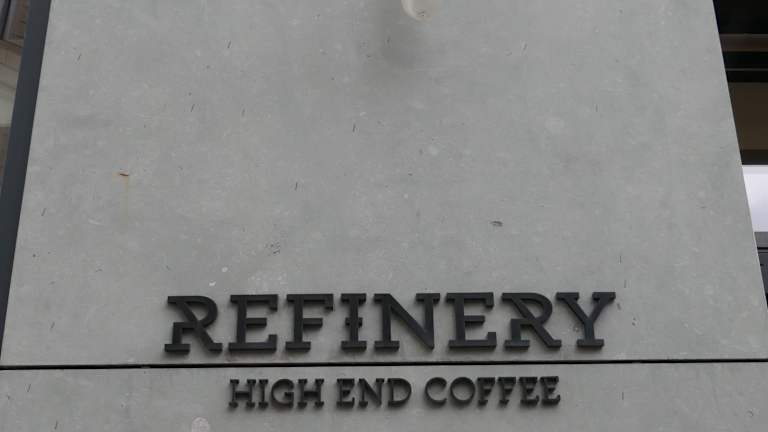 REFINERY
HIGH END COFFEE